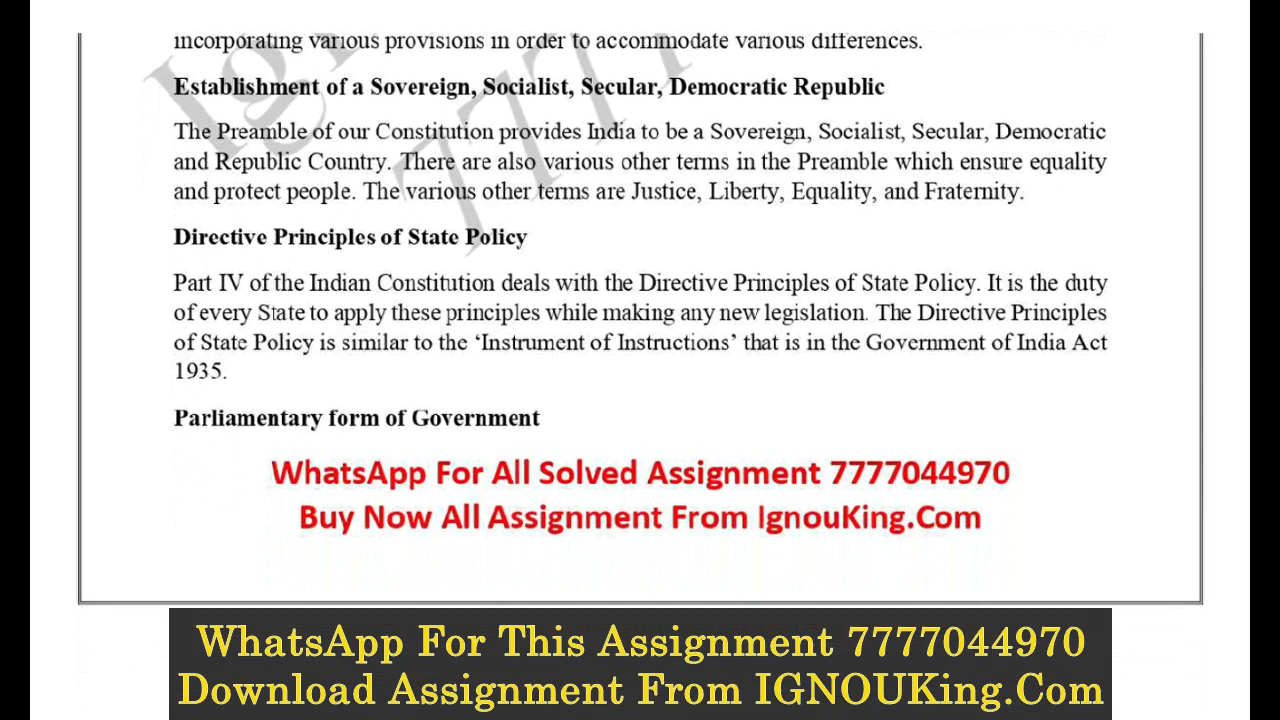 incorporating various provisions in order to accommodate various differences.
Establishment of a Sovereign, Socialist, Secular, Democratic Republic
The Preamble of our Constitution provides India to be a Sovereign, Socialist, Secular, Democratic
and Republic Country. There are also various other terms in the Preamble which ensure equality
and protect people. The various other terms are Justice, Liberty, Equality, and Fraternity.
Directive Principles of State Policy
Part IV of the Indian Constitution deals with the Directive Principles of State Policy. It is the duty
of every State to apply these principles while making any new legislation. The Directive Principles
of State Policy is similar to the ‘Instrument of Instructions’ that is in the Government of India Act
1935.
Parliamentary form of Government
WhatsApp For All Solved Assignment 7777044970
Buy Now All Assignment From IgnouKing.Com
WhatsApp For This Assignment 7777044970
Download Assignment From IGNOUKing.Com